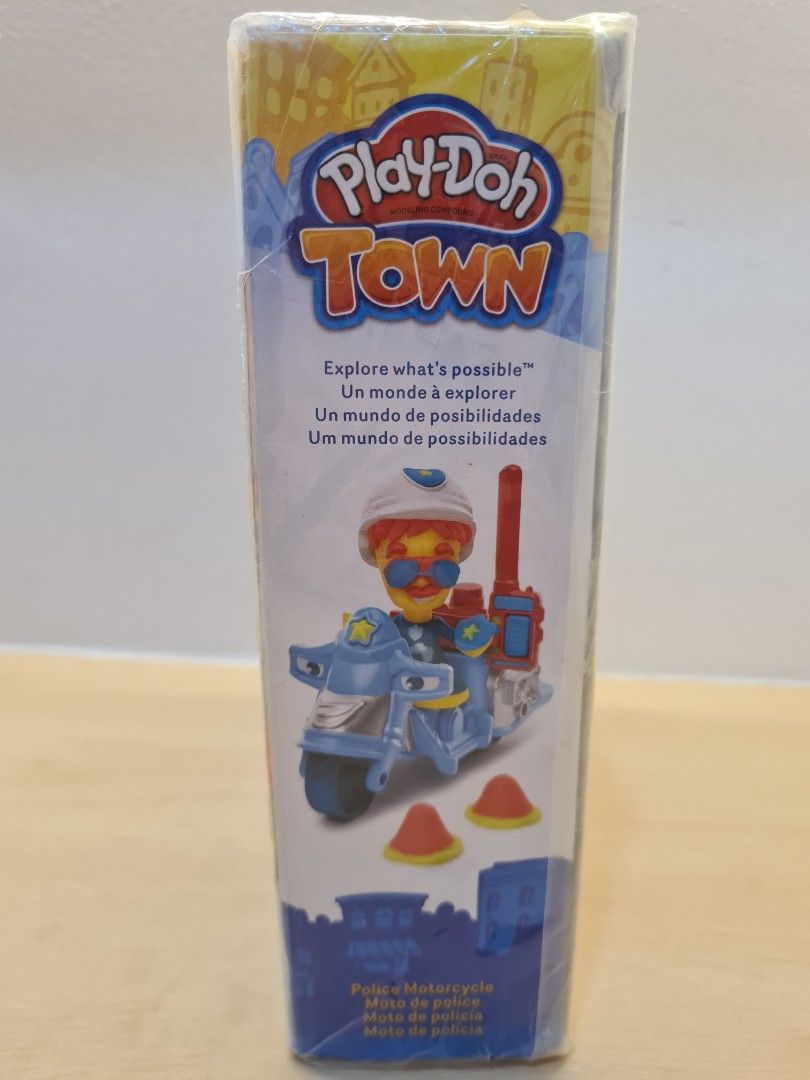 Play-Doh
BRAND
MODELING COMPOUND
TOWN
Explore what's possible™
Un monde à explorer
Un mundo de posibilidades
Um mundo de possibilidades
Police Motorcycle
Moto de police
Moto de policía
Moto de polícia